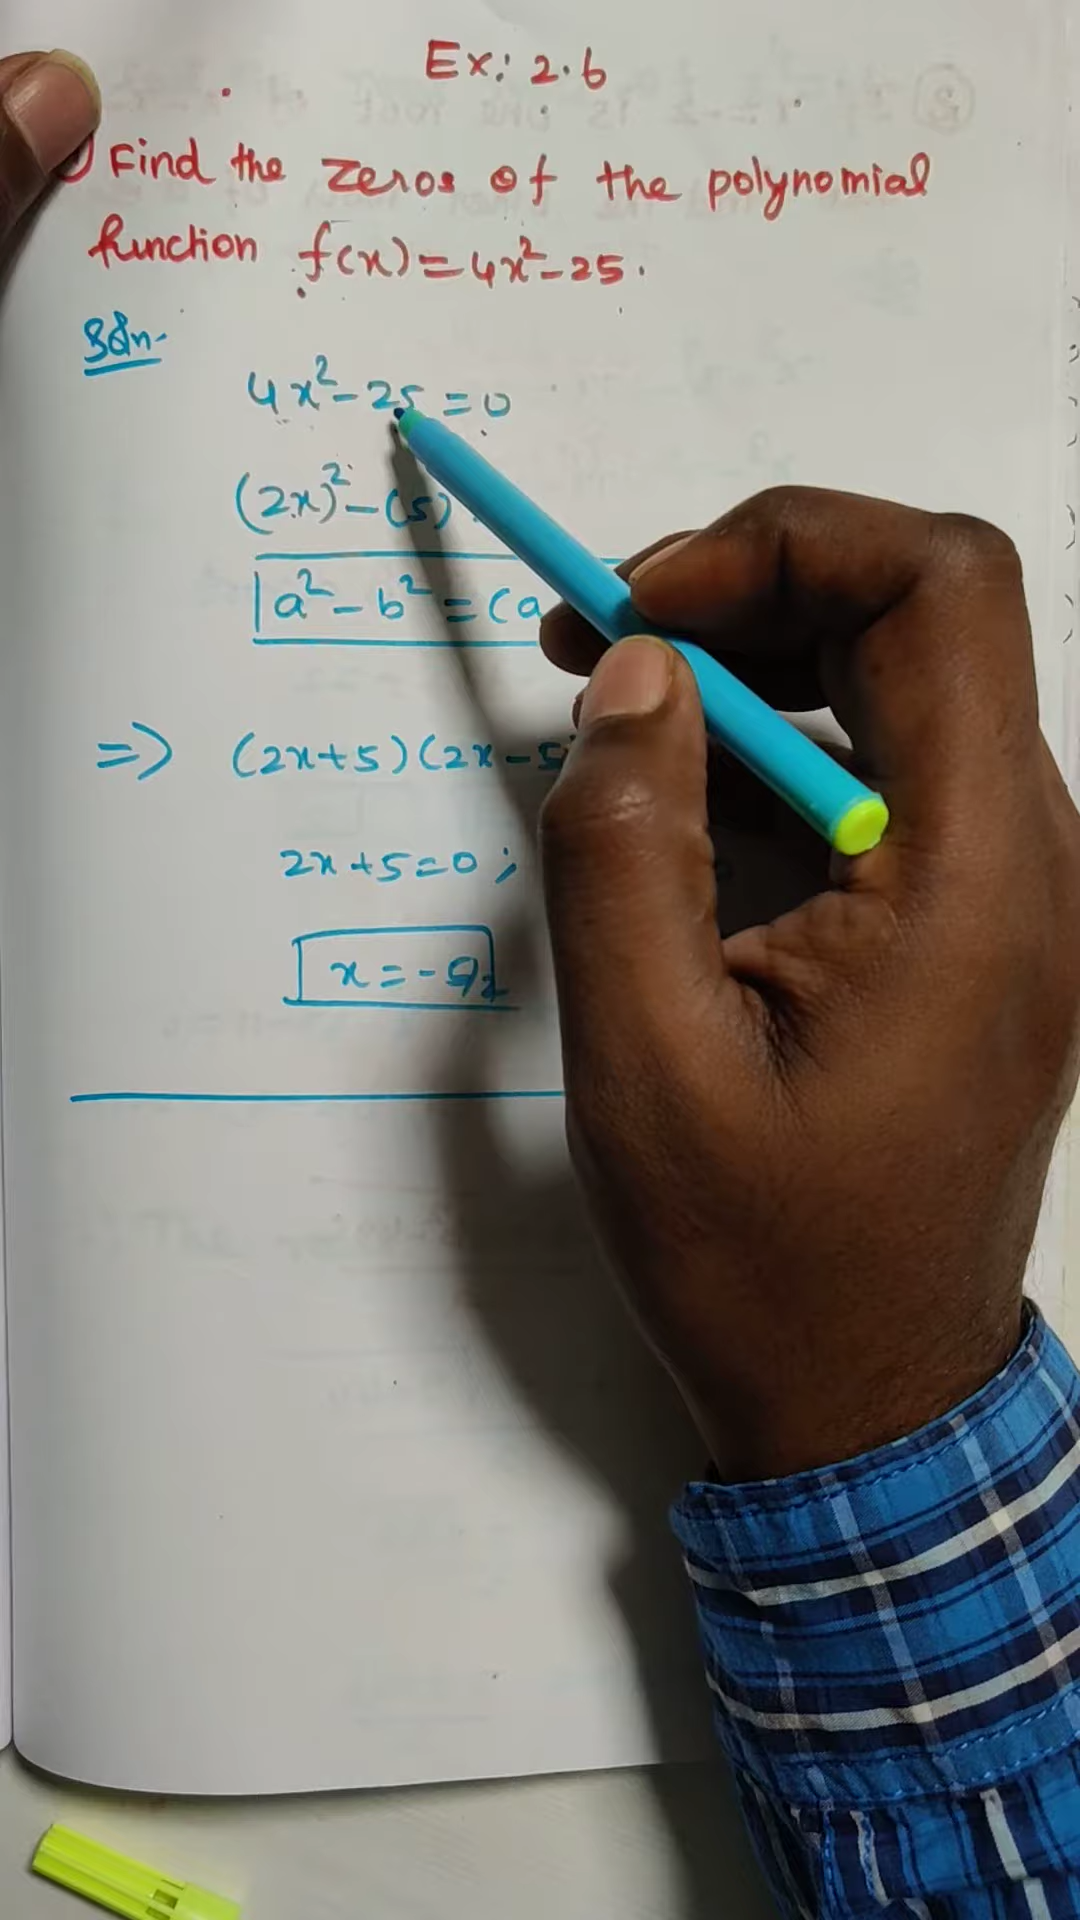 Ex: 2.6
Find the zeros of the polynomial
function f(x) = 4x² - 25.
Soln.
4x² - 25 = 0
(2x)² - (5)
a² - b² = (a
=> (2x+5)(2x-5
2x+5=0 ;
x = -5/2